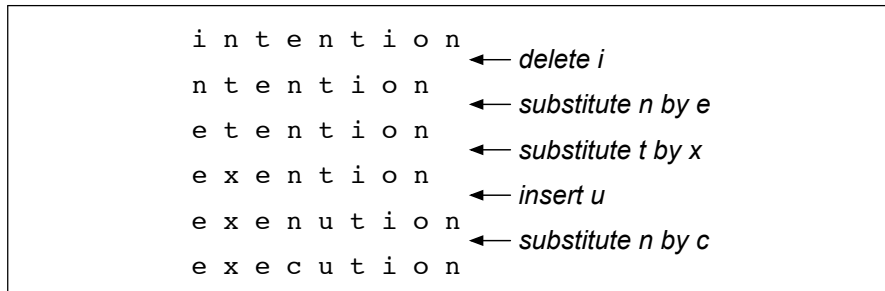 i n t e n t i o n
delete i
n t e n t i o n
substitute n by e
e t e n t i o n
substitute t by x
e x e n t i o n
insert u
e x e n u t i o n
substitute n by c
e x e c u t i o n